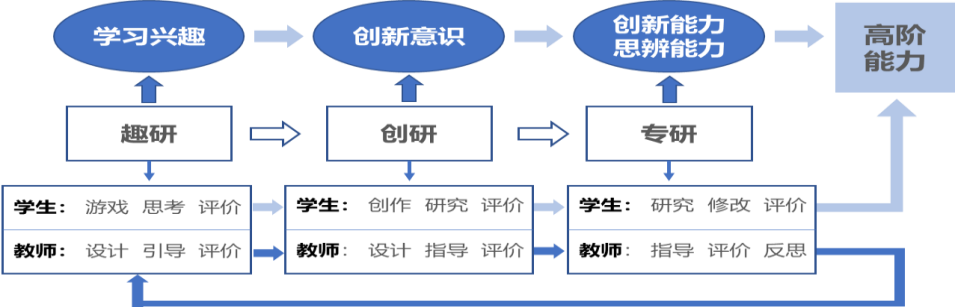 学习兴趣
创新意识
创新能力
思辨能力
高阶
能力
趣研
创研
专研
学生： 游戏 思考 评价
教师： 设计 引导 评价
学生： 创作 研究 评价
教师： 设计 指导 评价
学生： 研究 修改 评价
教师： 指导 评价 反思